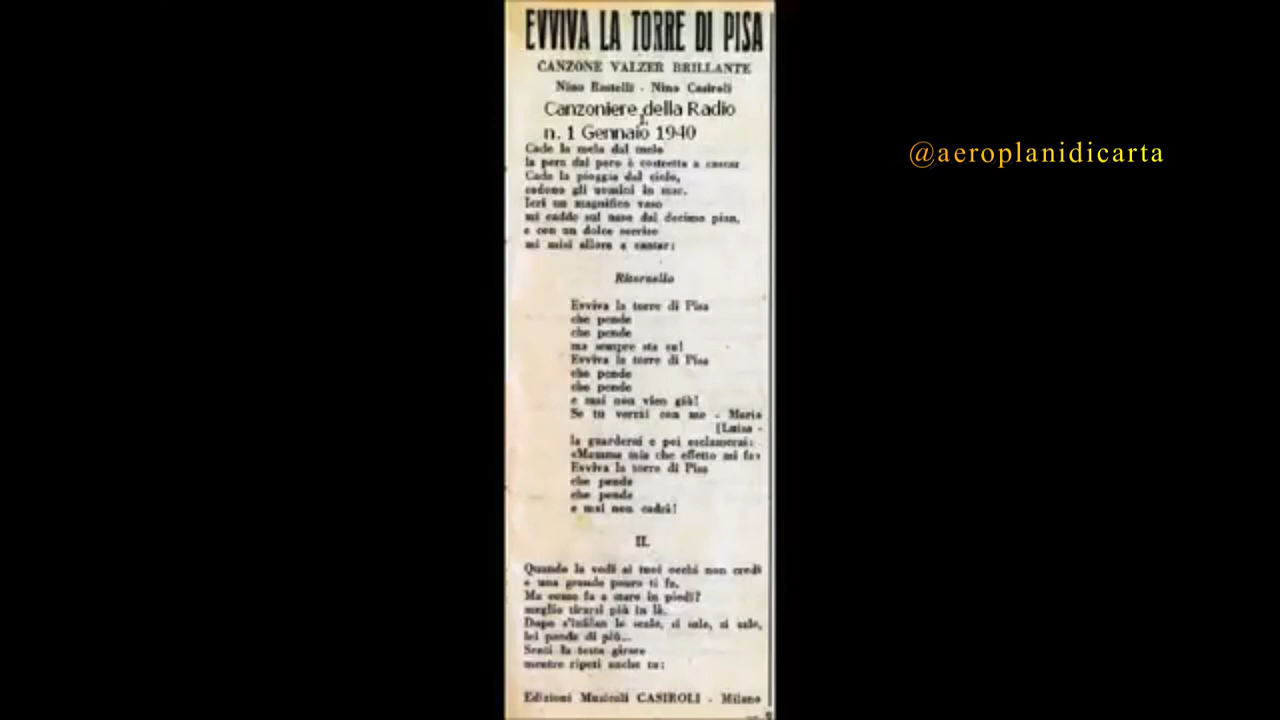 EVVIVA LA TORRE DI PISA
CANZONE VALZER BRILLANTE
Nino Rastelli - Nino Casiroli
Canzoniere della Radio
I.
n. 1 Gennaio 1940
@aeroplanidicarta
Cade la mela dal melo
la pera dal pero è costretta a cascar
Cade la pioggia dal cielo,
cadono gli uomini in mar.
Ieri un magnifico vaso
mi cadde sul naso dal decimo pian,
e con un dolce sorriso
mi misi allora a cantar:
Ritornello
Evviva la torre di Pisa
che pende
che pende
ma sempre sta su!
Evviva la torre di Pisa
che pende
che pende
e mai non vien giù!
Se tu verrai con me - Maria
[Luisa -
la guarderai e poi esclamerai:
«Mamma mia che effetto mi fa»
Evviva la torre di Pisa
che pende
che pende
e mai non cadrà!
II.
Quando la vedi ai tuoi occhi non credi
e una grande paura ti fa.
Ma come fa a stare in piedi?
meglio tirarsi più in là.
Dopo s'infilan le scale, si sale, si sale,
lei pende di più...
Senti la testa girare
mentre ripeti anche tu:
Edizioni Musicali CASIROLI - Milano